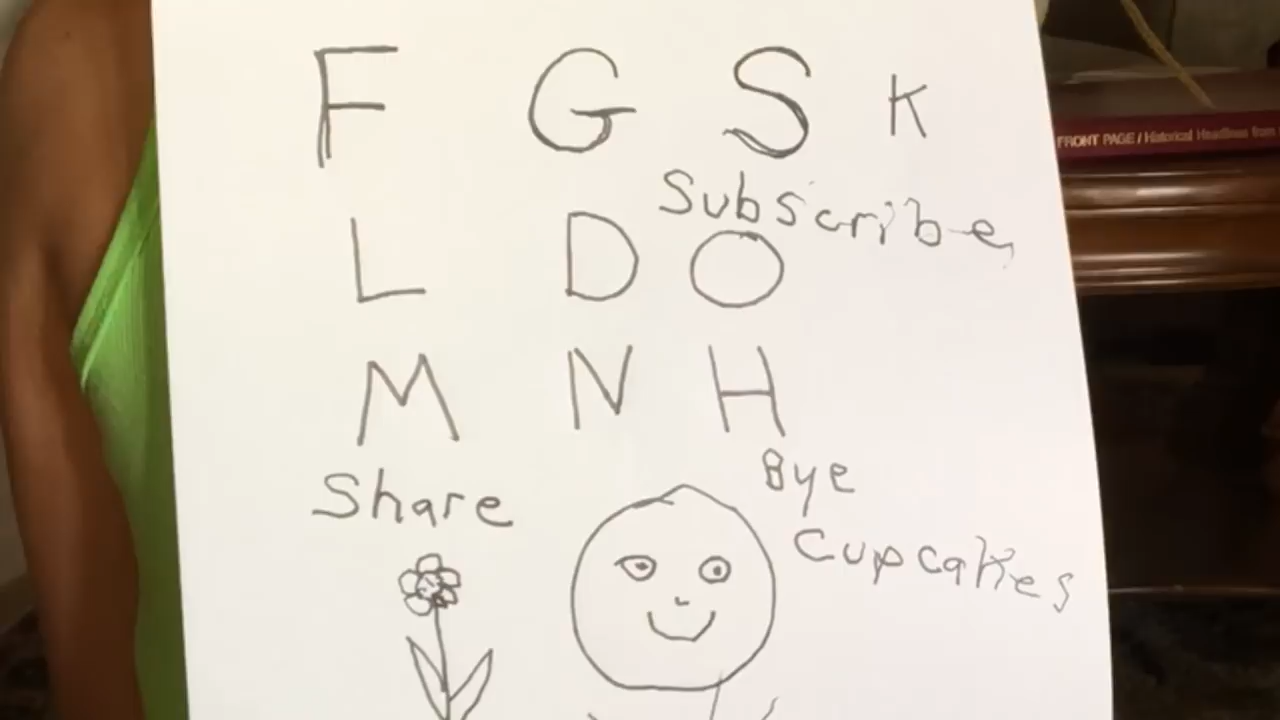 F G S K
Subscribe,
L D O
M N H
Bye
Share
Cupcakes
FRONT PAGE / Historical Headlines from